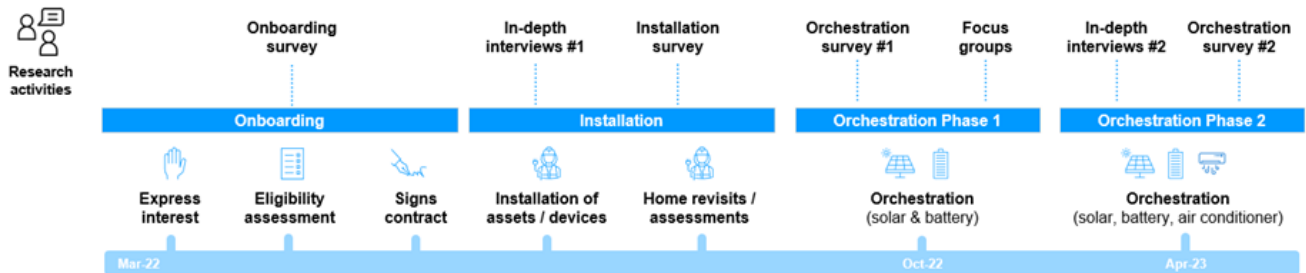 Research
activities
Onboarding
survey
In-depth
interviews #1
Installation
survey
Orchestration
survey #1
Focus
groups
In-depth
interviews #2
Orchestration
survey #2
Onboarding
Installation
Orchestration Phase 1
Orchestration Phase 2
Express
interest
Eligibility
assessment
Signs
contract
Installation of
assets / devices
Home revisits /
assessments
Orchestration
(solar & battery)
Orchestration
(solar, battery, air conditioner)
Mar-22
Oct-22
Apr-23